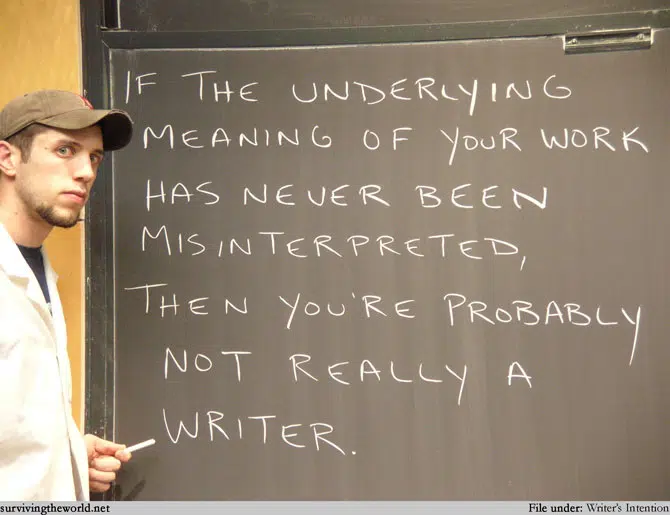 IF THE UNDERLYING
MEANING OF YOUR WORK
HAS NEVER BEEN
MISINTERPRETED,
THEN YOU'RE PROBABLY
NOT REALLY A
WRITER.
survivingtheworld.net File under: Writer's Intention